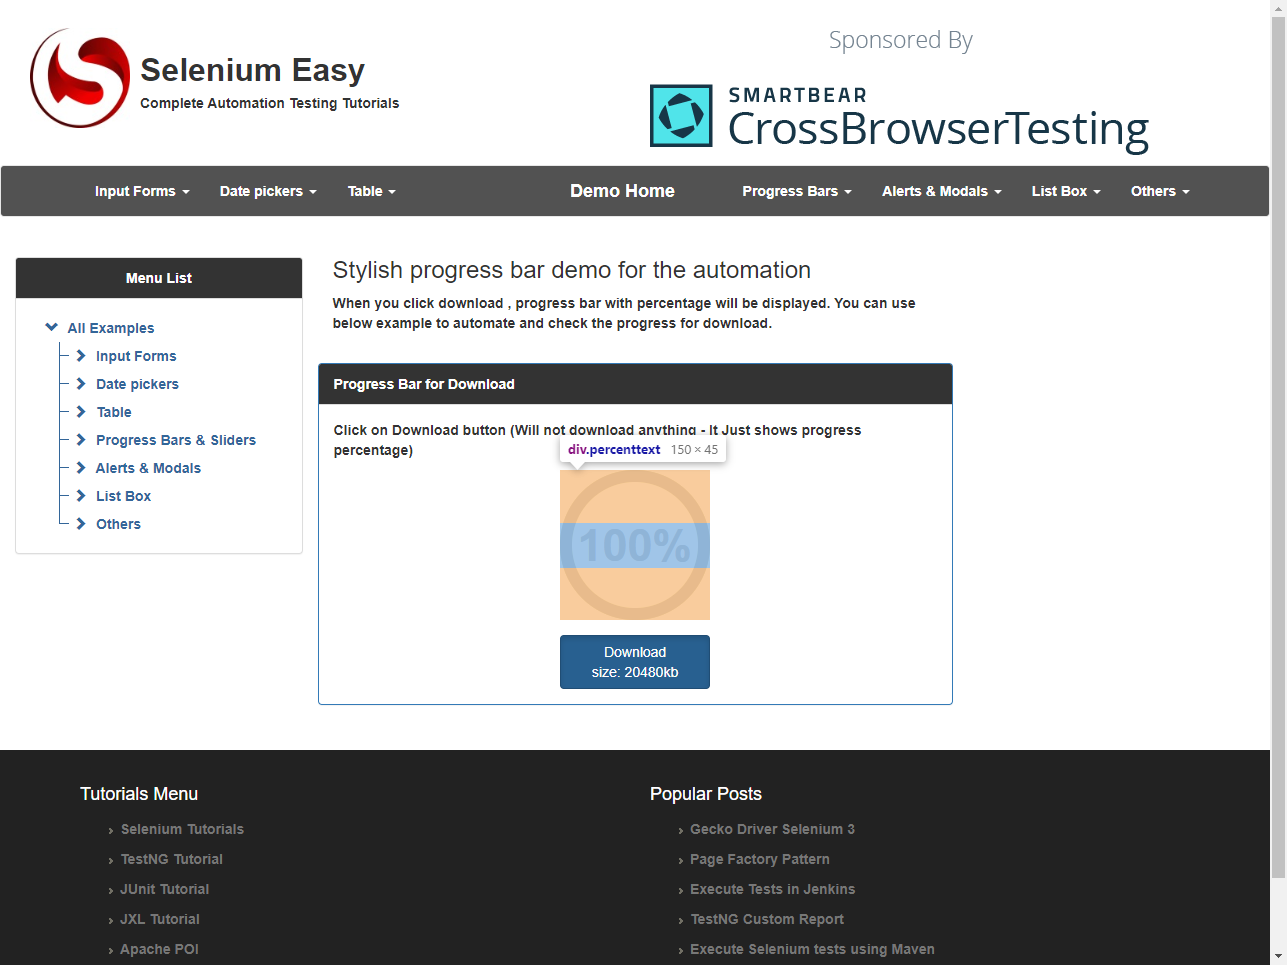 Sponsored By
Selenium Easy
Complete Automation Testing Tutorials
SMARTBEAR
CrossBrowserTesting
Input Forms Date pickers Table Demo Home Progress Bars Alerts & Modals List Box Others
Menu List
All Examples
Input Forms
Date pickers
Table
Progress Bars & Sliders
Alerts & Modals
List Box
Others
Stylish progress bar demo for the automation
When you click download , progress bar with percentage will be displayed. You can use
below example to automate and check the progress for download.
Progress Bar for Download
Click on Download button (Will not download anything - It Just shows progress
percentage)
div.percenttext 150 × 45
100%
Download
size: 20480kb
Tutorials Menu
Selenium Tutorials
TestNG Tutorial
JUnit Tutorial
JXL Tutorial
Apache POI
Popular Posts
Gecko Driver Selenium 3
Page Factory Pattern
Execute Tests in Jenkins
TestNG Custom Report
Execute Selenium tests using Maven